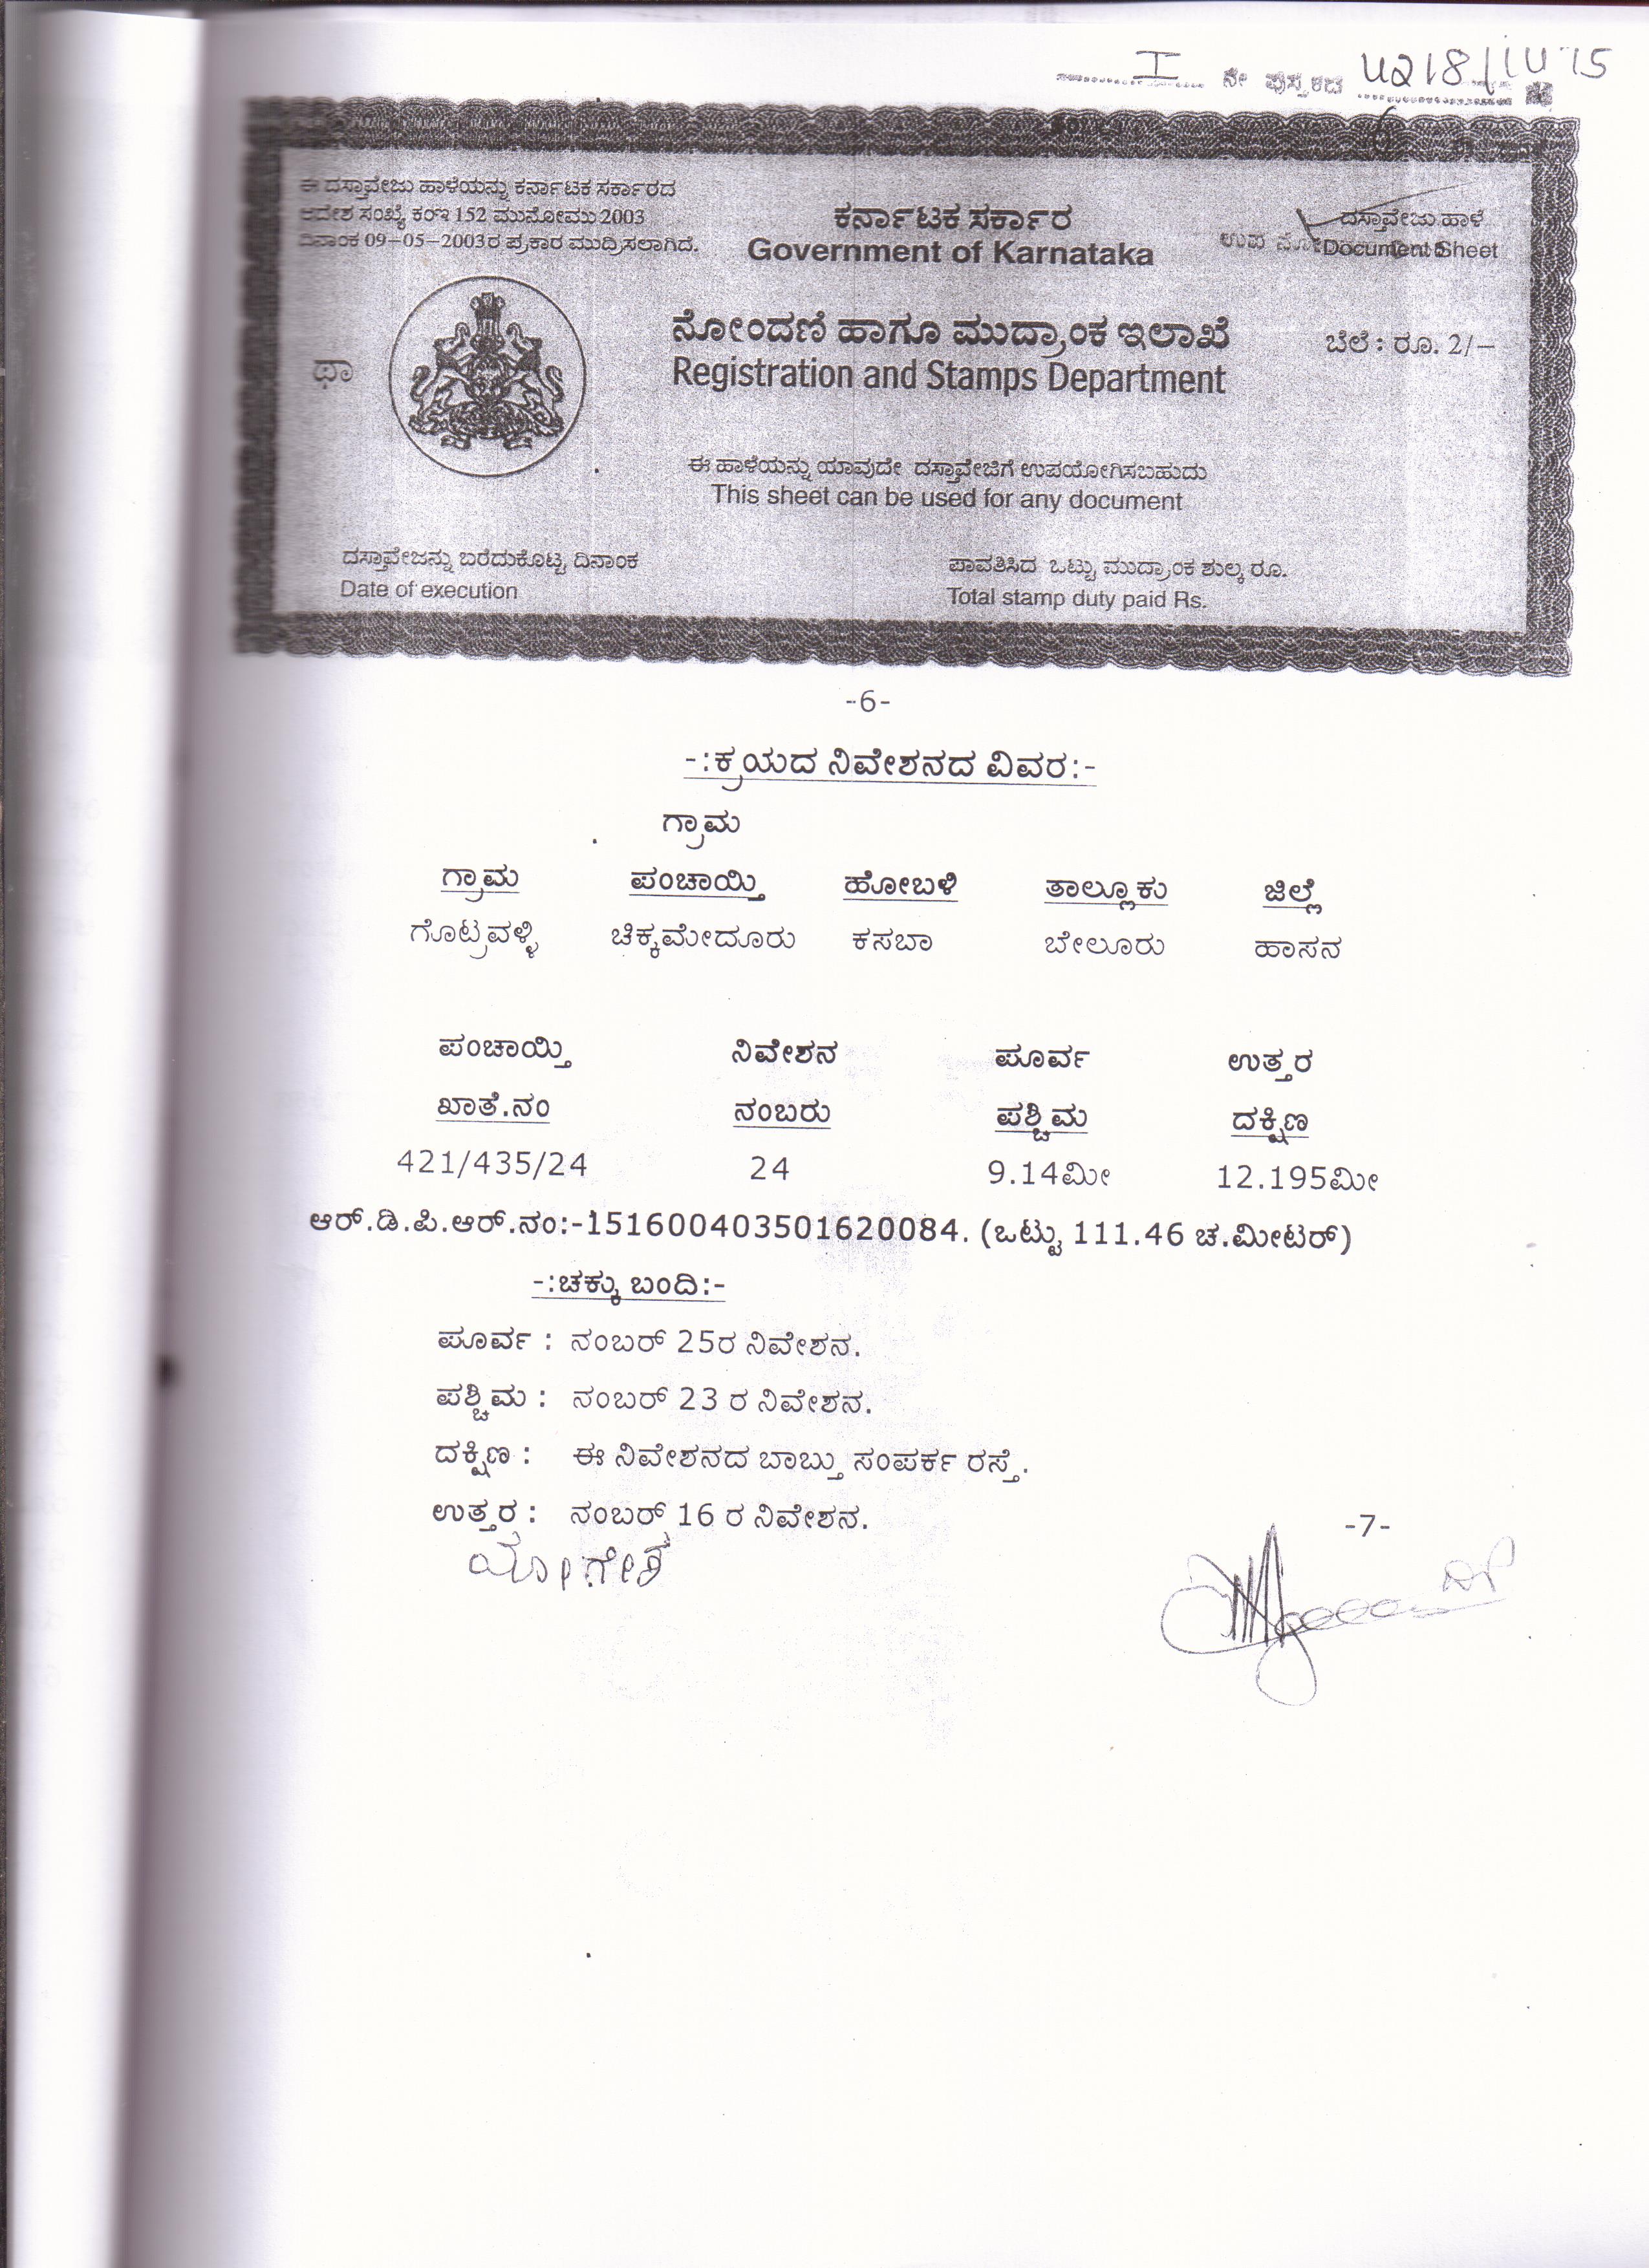 I ನೇ ಪುಸ್ತಕದ 4218/14 15
ಈ ದಸ್ತಾವೇಜು ಹಾಳೆಯನ್ನು ಕರ್ನಾಟಕ ಸರ್ಕಾರದ
ಆದೇಶ ಸಂಖ್ಯೆ ಕಂಇ 152 ಮುನೋಮು 2003
ದಿನಾಂಕ 09-05-2003ರ ಪ್ರಕಾರ ಮುದ್ರಿಸಲಾಗಿದೆ.
ಕರ್ನಾಟಕ ಸರ್ಕಾರ
Government of Karnataka
ದಸ್ತಾವೇಜು ಹಾಳೆ
ಉಪ
Document Sheet
ನೋಂದಣಿ ಹಾಗೂ ಮುದ್ರಾಂಕ ಇಲಾಖೆ
Registration and Stamps Department
ಬೆಲೆ : ರೂ. 2/-
ಥಾ
ಈ ಹಾಳೆಯನ್ನು ಯಾವುದೇ ದಸ್ತಾವೇಜಿಗೆ ಉಪಯೋಗಿಸಬಹುದು
This sheet can be used for any document
ದಸ್ತಾವೇಜನ್ನು ಬರೆದುಕೊಟ್ಟ ದಿನಾಂಕ
Date of execution
ಪಾವತಿಸಿದ ಒಟ್ಟು ಮುದ್ರಾಂಕ ಶುಲ್ಕ ರೂ.
Total stamp duty paid Rs.
-6-
-:ಕ್ರಯದ ನಿವೇಶನದ ವಿವರ:-
ಗ್ರಾಮ
ಗ್ರಾಮ ಪಂಚಾಯ್ತಿ ಹೋಬಳಿ ತಾಲ್ಲೂಕು ಜಿಲ್ಲೆ
ಗೊಟ್ರವಳ್ಳಿ ಚಿಕ್ಕಮೇದೂರು ಕಸಬಾ ಬೇಲೂರು ಹಾಸನ
ಪಂಚಾಯ್ತಿ ನಿವೇಶನ ಪೂರ್ವ ಉತ್ತರ
ಖಾತೆ.ನಂ ನಂಬರು ಪಶ್ಚಿಮ ದಕ್ಷಿಣ
421/435/24 24 9.14ಮೀ 12.195ಮೀ
ಆರ್.ಡಿ.ಪಿ.ಆರ್.ನಂ:-151600403501620084. (ಒಟ್ಟು 111.46 ಚ.ಮೀಟರ್)
-:ಚಕ್ಕು ಬಂದಿ:-
ಪೂರ್ವ : ನಂಬರ್ 25ರ ನಿವೇಶನ.
ಪಶ್ಚಿಮ : ನಂಬರ್ 23 ರ ನಿವೇಶನ.
ದಕ್ಷಿಣ : ಈ ನಿವೇಶನದ ಬಾಬ್ತು ಸಂಪರ್ಕ ರಸ್ತೆ.
ಉತ್ತರ : ನಂಬರ್ 16 ರ ನಿವೇಶನ.
-7-
ಯೋಗೇಶ